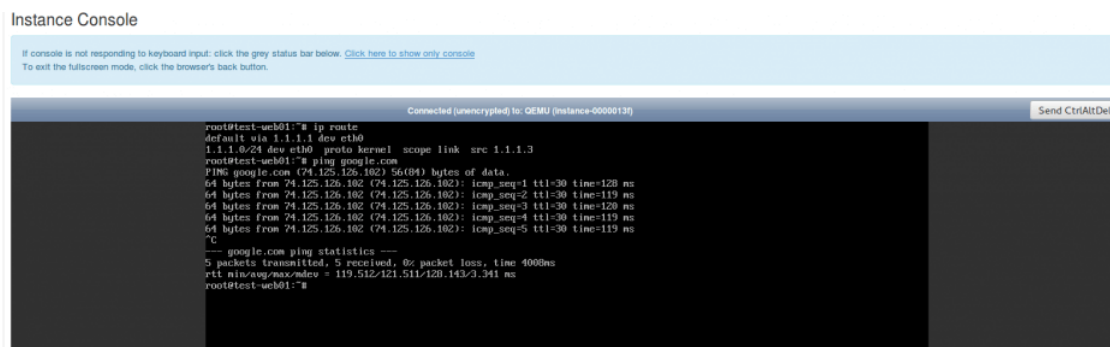 Instance Console
If console is not responding to keyboard input: click the grey status bar below. Click here to show only console
To exit the fullscreen mode, click the browser's back button.
Connected (unencrypted) to: QEMU (instance-0000013f)
Send CtrlAltDel
root@test-web01:~# ip route
default via 1.1.1.1 dev eth0
1.1.1.0/24 dev eth0  proto kernel  scope link  src 1.1.1.3
root@test-web01:~# ping google.com
PING google.com (74.125.126.102) 56(84) bytes of data.
64 bytes from 74.125.126.102 (74.125.126.102): icmp_seq=1 ttl=30 time=128 ms
64 bytes from 74.125.126.102 (74.125.126.102): icmp_seq=2 ttl=30 time=119 ms
64 bytes from 74.125.126.102 (74.125.126.102): icmp_seq=3 ttl=30 time=120 ms
64 bytes from 74.125.126.102 (74.125.126.102): icmp_seq=4 ttl=30 time=119 ms
64 bytes from 74.125.126.102 (74.125.126.102): icmp_seq=5 ttl=30 time=119 ms
^C
--- google.com ping statistics ---
5 packets transmitted, 5 received, 0% packet loss, time 4008ms
rtt min/avg/max/mdev = 119.512/121.511/128.143/3.341 ms
root@test-web01:~#